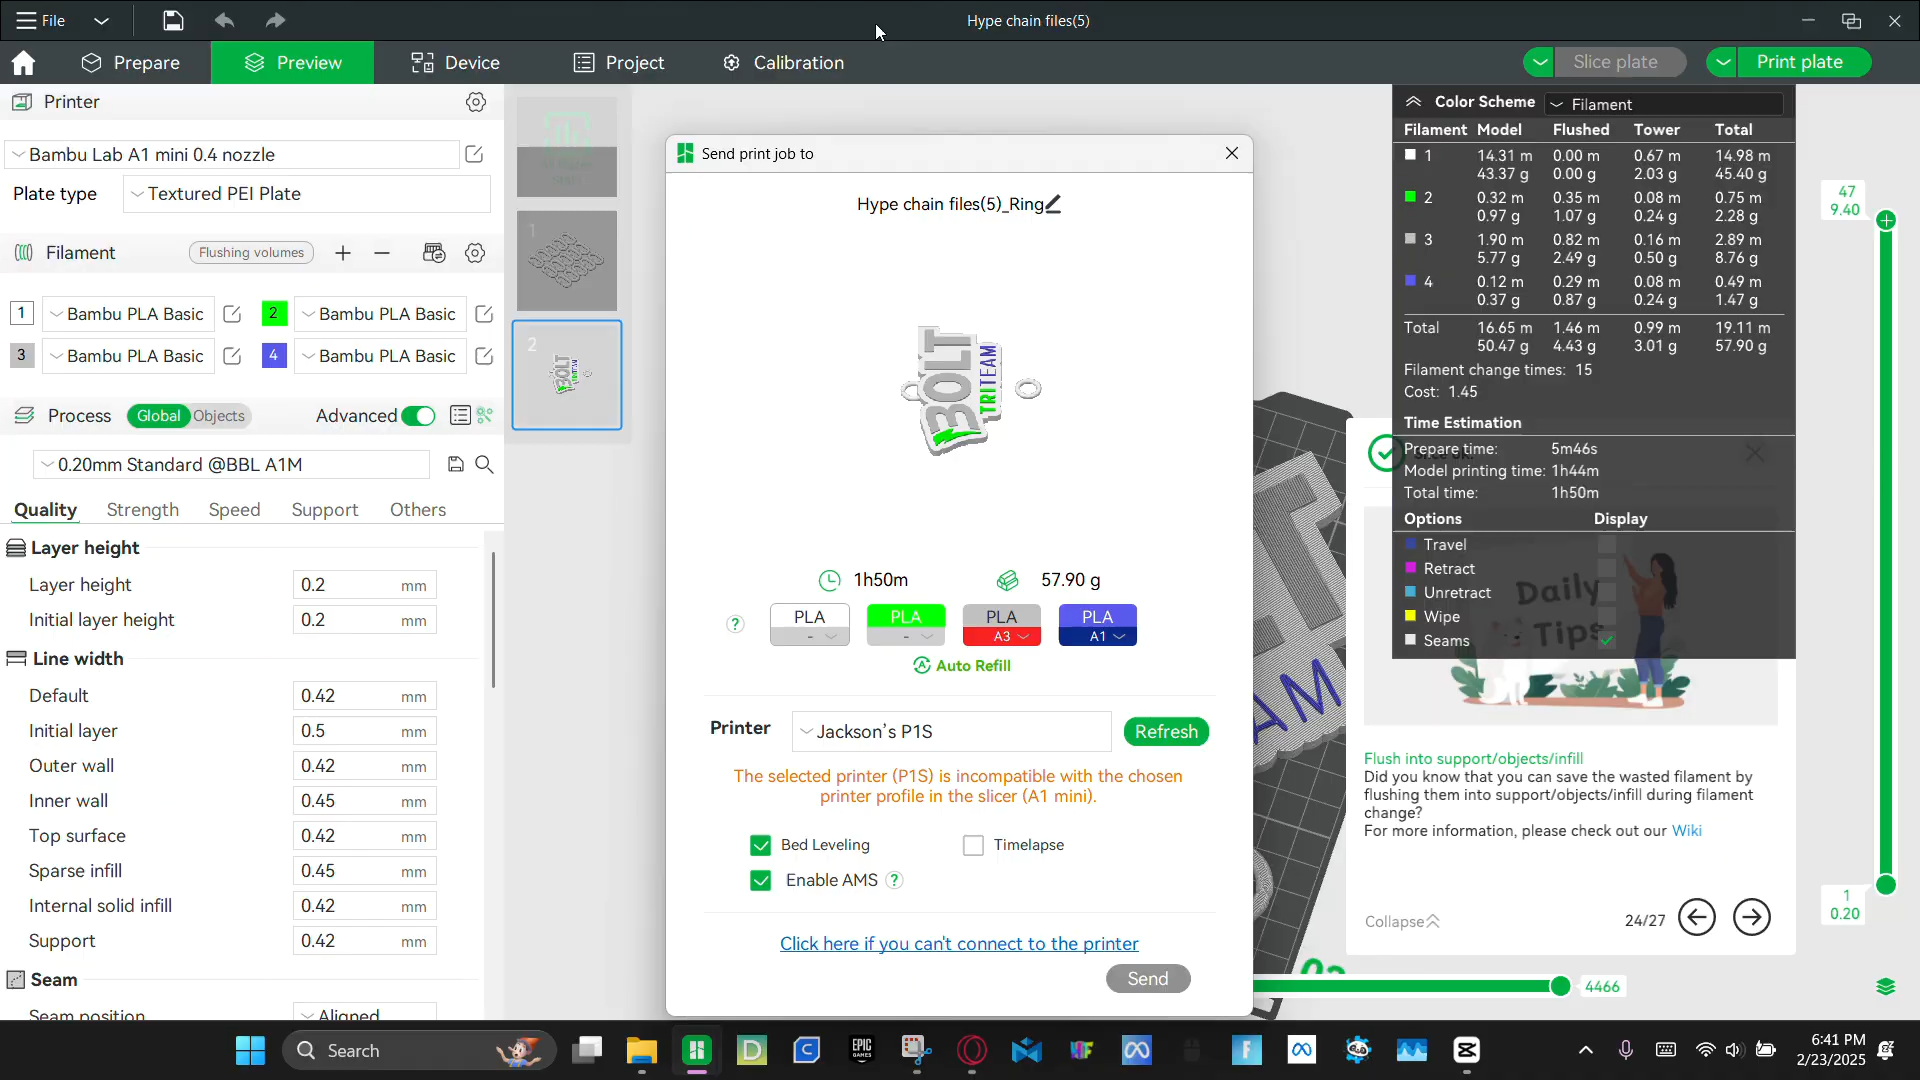 File
Hype chain files(5)
Prepare
Preview
Device
Project
Calibration
Slice plate
Print plate
Printer
Bambu Lab A1 mini 0.4 nozzle
Plate type
Textured PEI Plate
Filament
Flushing volumes
1 Bambu PLA Basic
2 Bambu PLA Basic
3 Bambu PLA Basic
4 Bambu PLA Basic
Process
Global Objects
Advanced
0.20mm Standard @BBL A1M
Quality Strength Speed Support Others
Layer height
Layer height 0.2 mm
Initial layer height 0.2 mm
Line width
Default 0.42 mm
Initial layer 0.5 mm
Outer wall 0.42 mm
Inner wall 0.45 mm
Top surface 0.42 mm
Sparse infill 0.45 mm
Internal solid infill 0.42 mm
Support 0.42 mm
Seam
Seam position Aligned
1
2
Send print job to
Hype chain files(5)_Ring
BOLT
TRITEAM
1h50m 57.90 g
PLA PLA PLA PLA
- - A3 A1
Auto Refill
Printer Jackson's P1S Refresh
The selected printer (P1S) is incompatible with the chosen
printer profile in the slicer (A1 mini).
Bed Leveling Timelapse
Enable AMS
Click here if you can't connect to the printer
Send
Color Scheme Filament
Filament Model Flushed Tower Total
1 14.31 m 0.00 m 0.67 m 14.98 m
43.37 g 0.00 g 2.03 g 45.40 g
2 0.32 m 0.35 m 0.08 m 0.75 m
0.97 g 1.07 g 0.24 g 2.28 g
3 1.90 m 0.82 m 0.16 m 2.89 m
5.77 g 2.49 g 0.50 g 8.76 g
4 0.12 m 0.29 m 0.08 m 0.49 m
0.37 g 0.87 g 0.24 g 1.47 g
Total 16.65 m 1.46 m 0.99 m 19.11 m
50.47 g 4.43 g 3.01 g 57.90 g
Filament change times: 15
Cost: 1.45
Time Estimation
Prepare time: 5m46s
Model printing time: 1h44m
Total time: 1h50m
Options Display
Travel
Retract
Unretract
Wipe
Seams
Daily
Tips
Flush into support/objects/infill
Did you know that you can save the wasted filament by
flushing them into support/objects/infill during filament
change?
For more information, please check out our Wiki
Collapse
24/27
47
9.40
1
0.20
4466
AM
Search
EPIC
GAMES
6:41 PM
2/23/2025